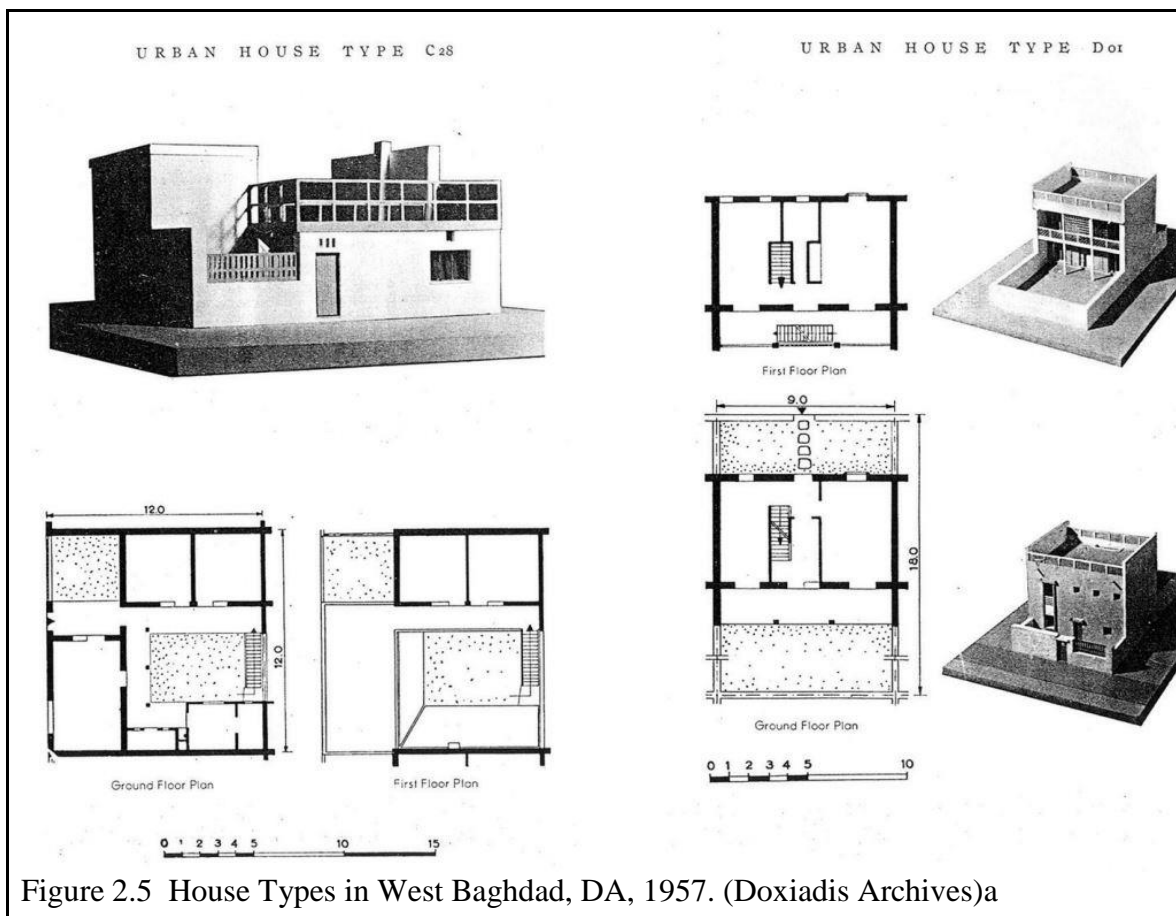 URBAN HOUSE TYPE C28
URBAN HOUSE TYPE D01
First Floor Plan
9.0
18.0
Ground Floor Plan
0 1 2 3 4 5 10
12.0
12.0
Ground Floor Plan
First Floor Plan
0 1 2 3 4 5 10 15
Figure 2.5 House Types in West Baghdad, DA, 1957. (Doxiadis Archives)a